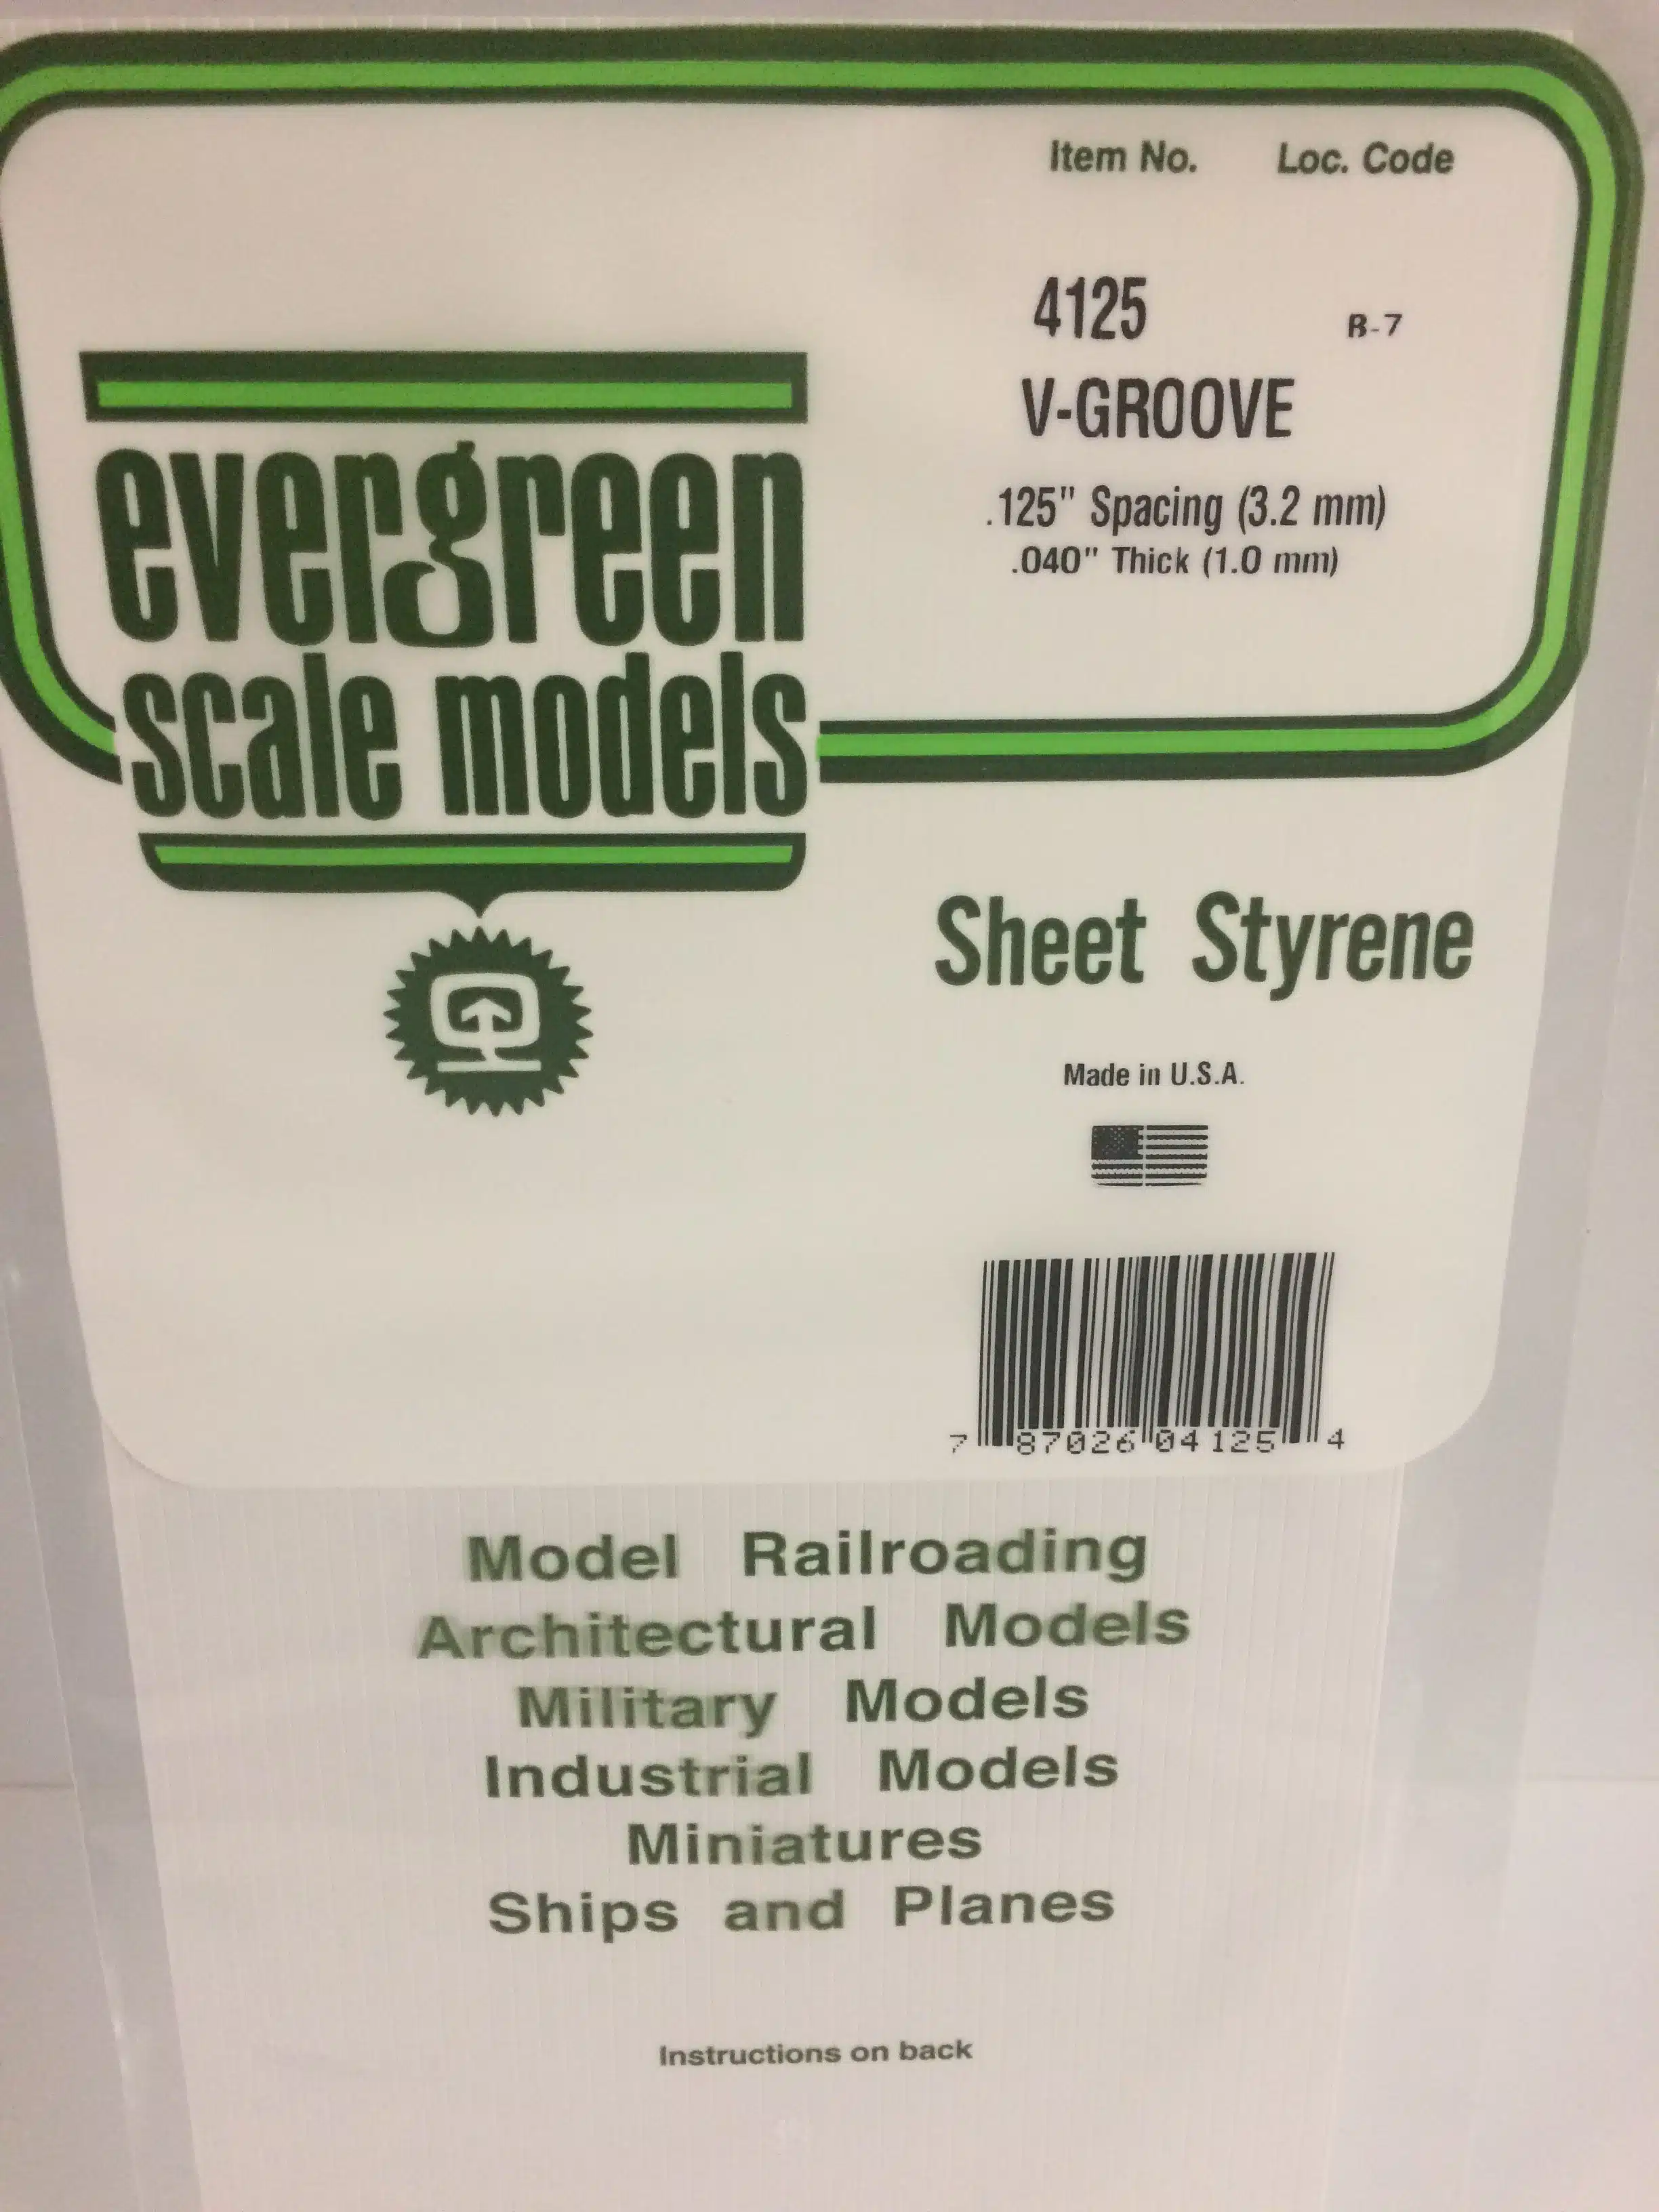 Item No. Loc. Code
4125 R-7
V-GROOVE
.125" Spacing (3.2 mm)
.040" Thick (1.0 mm)
evergreen
scale models
Sheet Styrene
Made in U.S.A.
7 87026 04125 4
Model Railroading
Architectural Models
Military Models
Industrial Models
Miniatures
Ships and Planes
Instructions on back